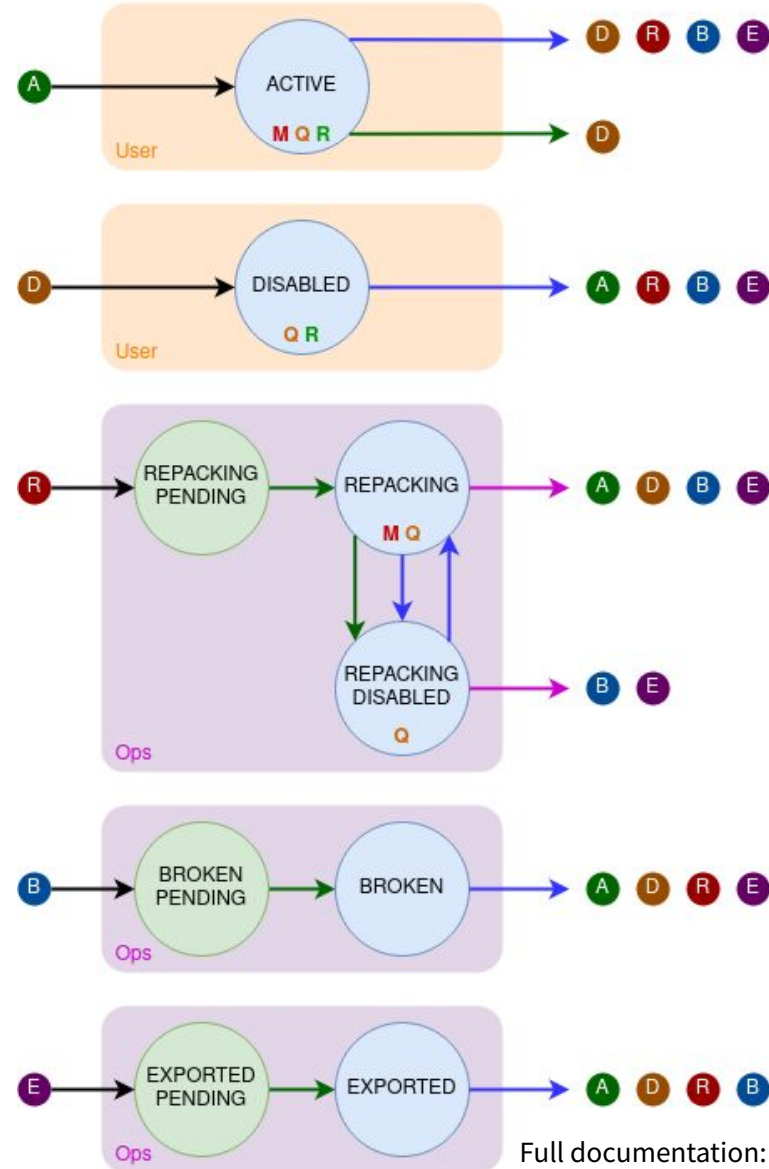 D R B E
A
ACTIVE
M Q R
User
D
D
DISABLED
Q R
User
A R B E
R
REPACKING
PENDING
REPACKING
M Q
A D B E
REPACKING
DISABLED
Q
B E
Ops
B
BROKEN
PENDING
BROKEN
A D R E
Ops
E
EXPORTED
PENDING
EXPORTED
A D R B
Ops
Full documentation: